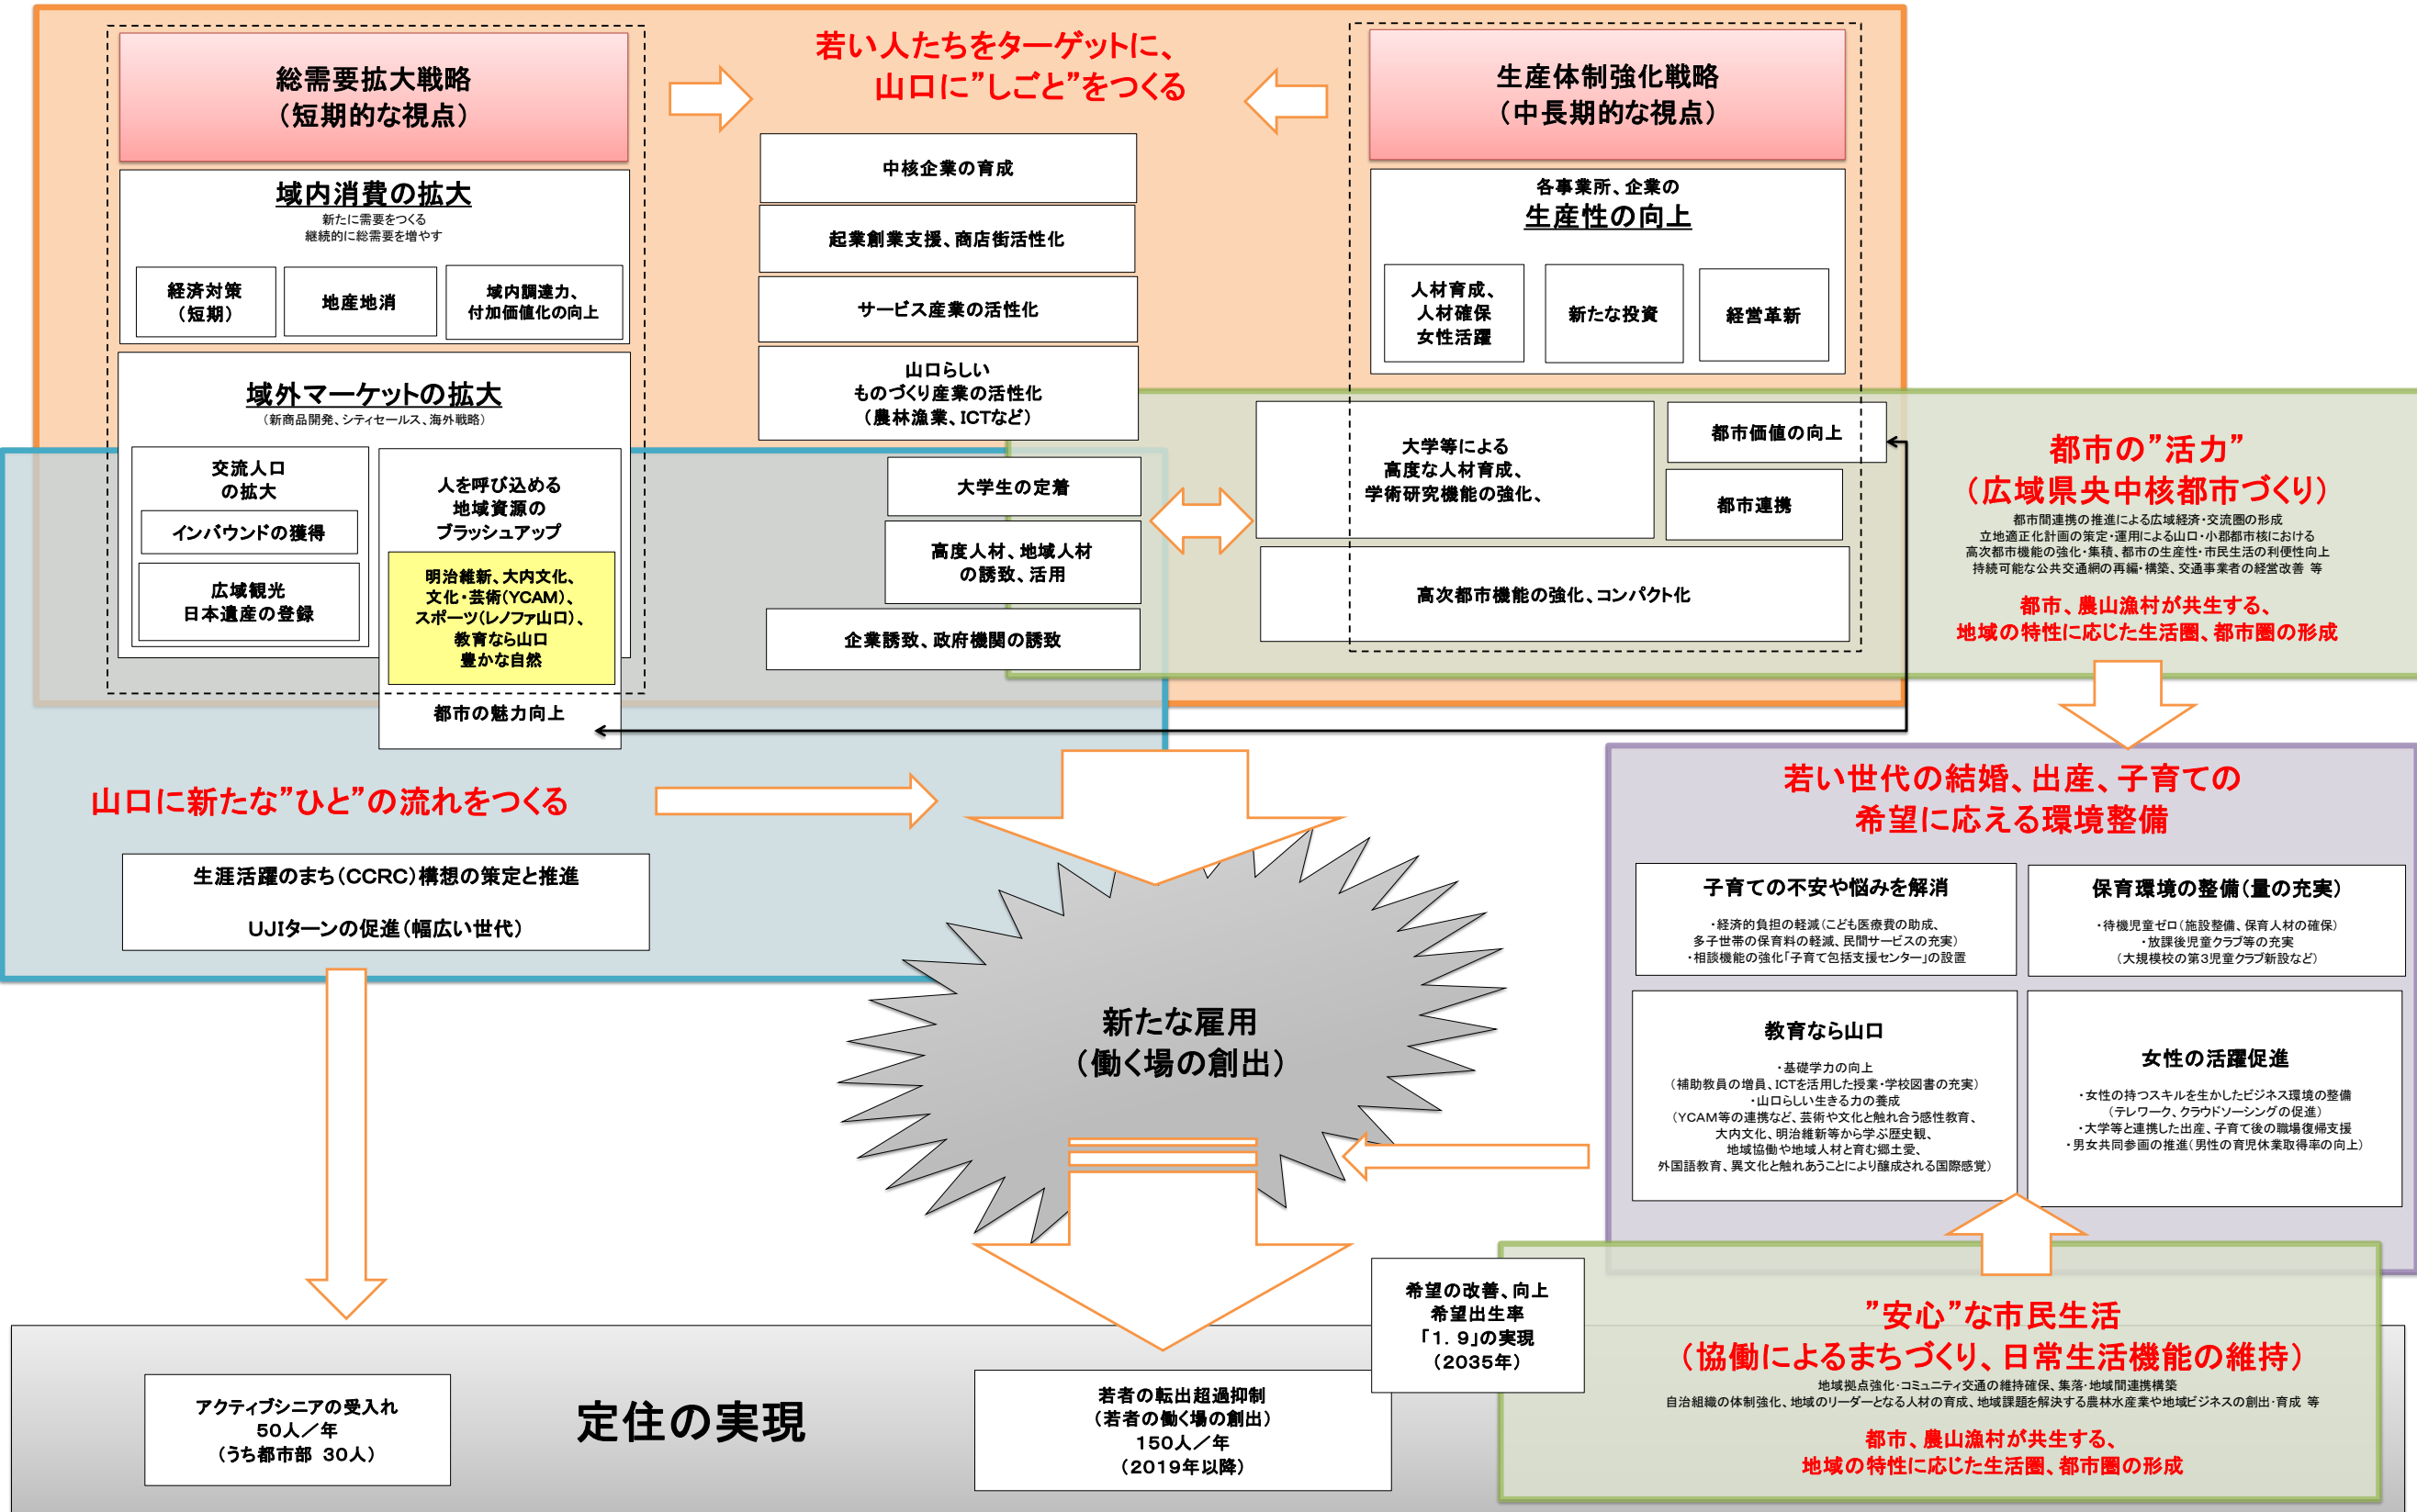 総需要拡大戦略
（短期的な視点）
域内消費の拡大
新たに需要をつくる
継続的に総需要を増やす
経済対策
（短期）
地産地消
域内調達力、
付加価値化の向上
域外マーケットの拡大
（新商品開発、シティセールス、海外戦略）
交流人口
の拡大
インバウンドの獲得
広域観光
日本遺産の登録
人を呼び込める
地域資源の
ブラッシュアップ
明治維新、大内文化、
文化・芸術(YCAM)、
スポーツ(レノファ山口)、
教育なら山口
豊かな自然
都市の魅力向上
若い人たちをターゲットに、
山口に”しごと”をつくる
中核企業の育成
起業創業支援、商店街活性化
サービス産業の活性化
山口らしい
ものづくり産業の活性化
（農林漁業、ICTなど）
大学生の定着
高度人材、地域人材
の誘致、活用
企業誘致、政府機関の誘致
生産体制強化戦略
（中長期的な視点）
各事業所、企業の
生産性の向上
人材育成、
人材確保
女性活躍
新たな投資
経営革新
大学等による
高度な人材育成、
学術研究機能の強化、
都市価値の向上
都市連携
高次都市機能の強化、コンパクト化
都市の”活力”
（広域県央中核都市づくり）
都市間連携の推進による広域経済・交流圏の形成
立地適正化計画の策定・運用による山口・小郡都市核における
高次都市機能の強化・集積、都市の生産性・市民生活の利便性向上
持続可能な公共交通網の再編・構築、交通事業者の経営改善 等
都市、農山漁村が共生する、
地域の特性に応じた生活圏、都市圏の形成
山口に新たな”ひと”の流れをつくる
生涯活躍のまち（CCRC）構想の策定と推進
UJIターンの促進（幅広い世代）
新たな雇用
（働く場の創出）
若い世代の結婚、出産、子育ての
希望に応える環境整備
子育ての不安や悩みを解消
・経済的負担の軽減（こども医療費の助成、
多子世帯の保育料の軽減、民間サービスの充実）
・相談機能の強化「子育て包括支援センター」の設置
保育環境の整備（量の充実）
・待機児童ゼロ（施設整備、保育人材の確保）
・放課後児童クラブ等の充実
（大規模校の第3児童クラブ新設など）
教育なら山口
・基礎学力の向上
（補助教員の増員、ICTを活用した授業・学校図書の充実）
・山口らしい生きる力の養成
（YCAM等の連携など、芸術や文化と触れ合う感性教育、
大内文化、明治維新等から学ぶ歴史観、
地域協働や地域人材と育む郷土愛、
外国語教育、異文化と触れあうことにより醸成される国際感覚）
女性の活躍促進
・女性の持つスキルを生かしたビジネス環境の整備
（テレワーク、クラウドソーシングの促進）
・大学等と連携した出産、子育て後の職場復帰支援
・男女共同参画の推進（男性の育児休業取得率の向上）
希望の改善、向上
希望出生率
「1．9」の実現
（2035年）
”安心”な市民生活
（協働によるまちづくり、日常生活機能の維持）
地域拠点強化・コミュニティ交通の維持確保、集落・地域間連携構築
自治組織の体制強化、地域のリーダーとなる人材の育成、地域課題を解決する農林水産業や地域ビジネスの創出・育成 等
都市、農山漁村が共生する、
地域の特性に応じた生活圏、都市圏の形成
アクティブシニアの受入れ
50人／年
（うち都市部 30人）
定住の実現
若者の転出超過抑制
（若者の働く場の創出）
150人／年
（2019年以降）